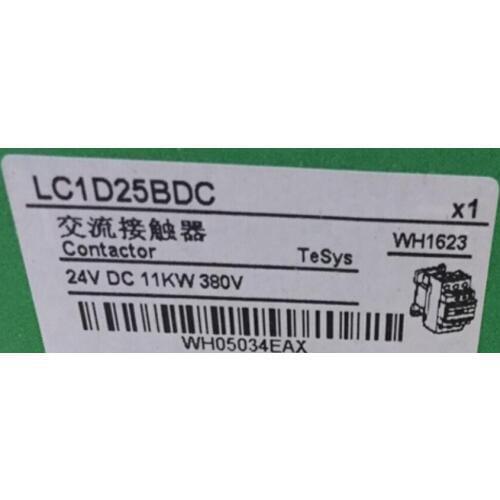 LC1D25BDC
x1
交流接触器
Contactor
TeSys
WH1623
24V DC 11KW 380V
WH05034EAX